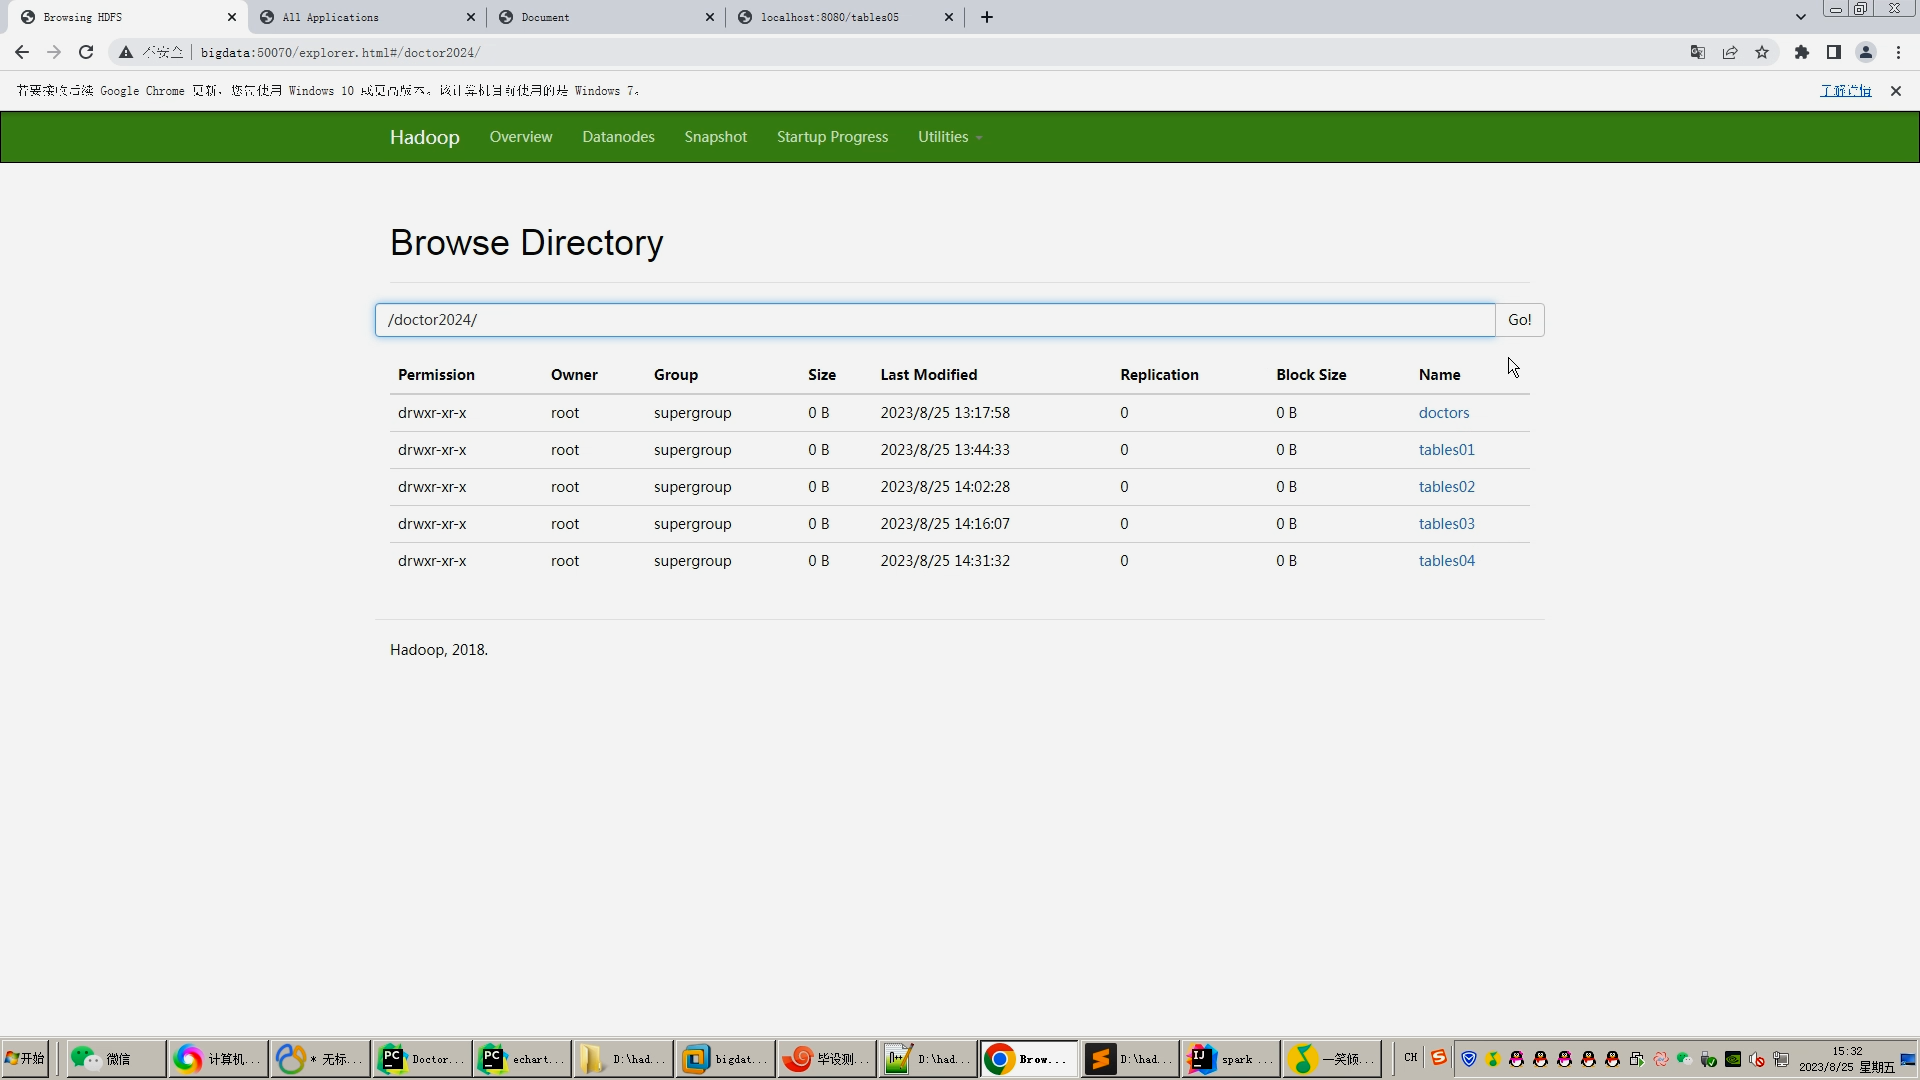 Browsing HDFS
All Applications
Document
localhost:8080/tables05
不安全 bigdata:50070/explorer.html#/doctor2024/
若要接收后续 Google Chrome 更新，您需使用 Windows 10 或更高版本。该计算机目前使用的是 Windows 7。
了解详情
Hadoop Overview Datanodes Snapshot Startup Progress Utilities
Browse Directory
/doctor2024/ Go!
Permission Owner Group Size Last Modified Replication Block Size Name
drwxr-xr-x root supergroup 0 B 2023/8/25 13:17:58 0 0 B doctors
drwxr-xr-x root supergroup 0 B 2023/8/25 13:44:33 0 0 B tables01
drwxr-xr-x root supergroup 0 B 2023/8/25 14:02:28 0 0 B tables02
drwxr-xr-x root supergroup 0 B 2023/8/25 14:16:07 0 0 B tables03
drwxr-xr-x root supergroup 0 B 2023/8/25 14:31:32 0 0 B tables04
Hadoop, 2018.
开始 微信 计算机... * 无标... Doctor... echart... D:\had... bigdat... 毕设测... D:\had... Brow... D:\had... spark ... 一笑倾... CH
15:32
2023/8/25 星期五